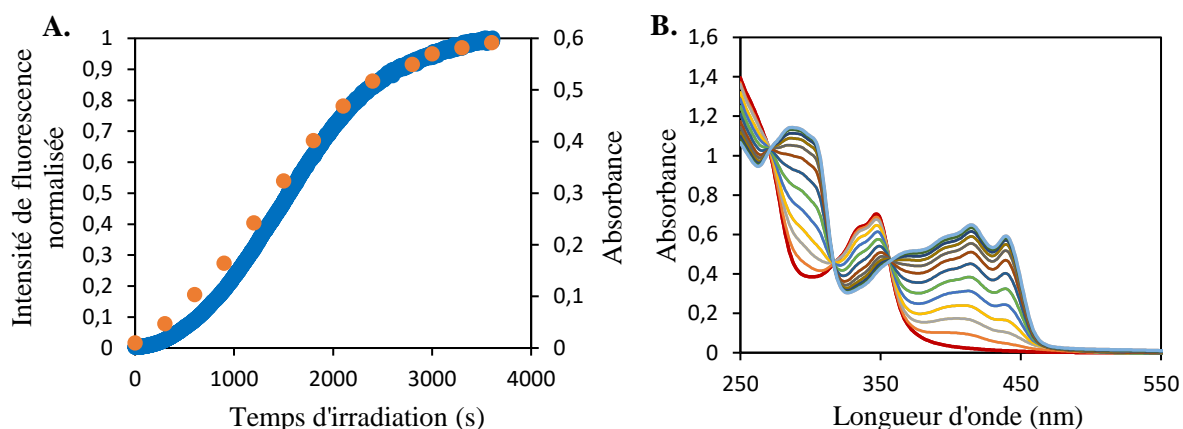 A.
Intensité de fluorescence
normalisée
1
0,9
0,8
0,7
0,6
0,5
0,4
0,3
0,2
0,1
0
0,6
0,5
0,4
0,3
0,2
0,1
0
Absorbance
0 1000 2000 3000 4000
Temps d'irradiation (s)
B.
Absorbance
1,6
1,4
1,2
1
0,8
0,6
0,4
0,2
0
250 350 450 550
Longueur d'onde (nm)